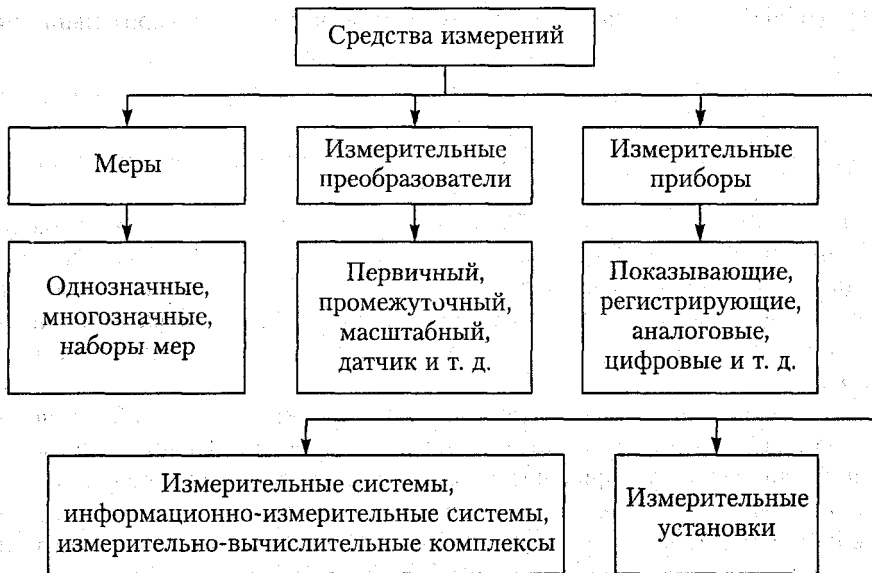 Средства измерений
Меры
Измерительные
преобразователи
Измерительные
приборы
Однозначные,
многозначные,
наборы мер
Первичный,
промежуточный,
масштабный,
датчик и т. д.
Показывающие,
регистрирующие,
аналоговые,
цифровые и т. д.
Измерительные системы,
информационно-измерительные системы,
измерительно-вычислительные комплексы
Измерительные
установки